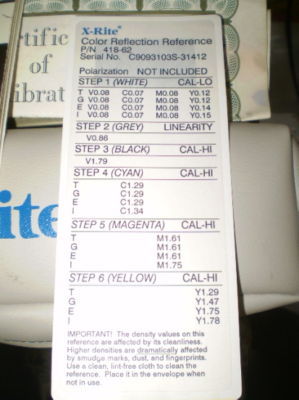 tific
of
ibrat
ite
X-Rite®
Color Reflection Reference
P/N 418-62
Serial No. C9093103S-31412
Polarization NOT INCLUDED
STEP 1 (WHITE) CAL-LO
T V0.08 C0.07 M0.08 Y0.12
G V0.08 C0.07 M0.08 Y0.12
E V0.08 C0.07 M0.08 Y0.14
I V0.08 C0.07 M0.08 Y0.15
STEP 2 (GREY) LINEARITY
V0.86
STEP 3 (BLACK) CAL-HI
V1.79
STEP 4 (CYAN) CAL-HI
T C1.29
G C1.29
E C1.29
I C1.34
STEP 5 (MAGENTA) CAL-HI
T M1.61
G M1.61
E M1.61
I M1.75
STEP 6 (YELLOW) CAL-HI
T Y1.29
G Y1.47
E Y1.75
I Y1.78
IMPORTANT! The density values on this
reference are affected by its cleanliness.
Higher densities are dramatically affected
by smudge marks, dust, and fingerprints.
Use a clean, lint-free cloth to clean the
reference. Place it in the envelope when
not in use.